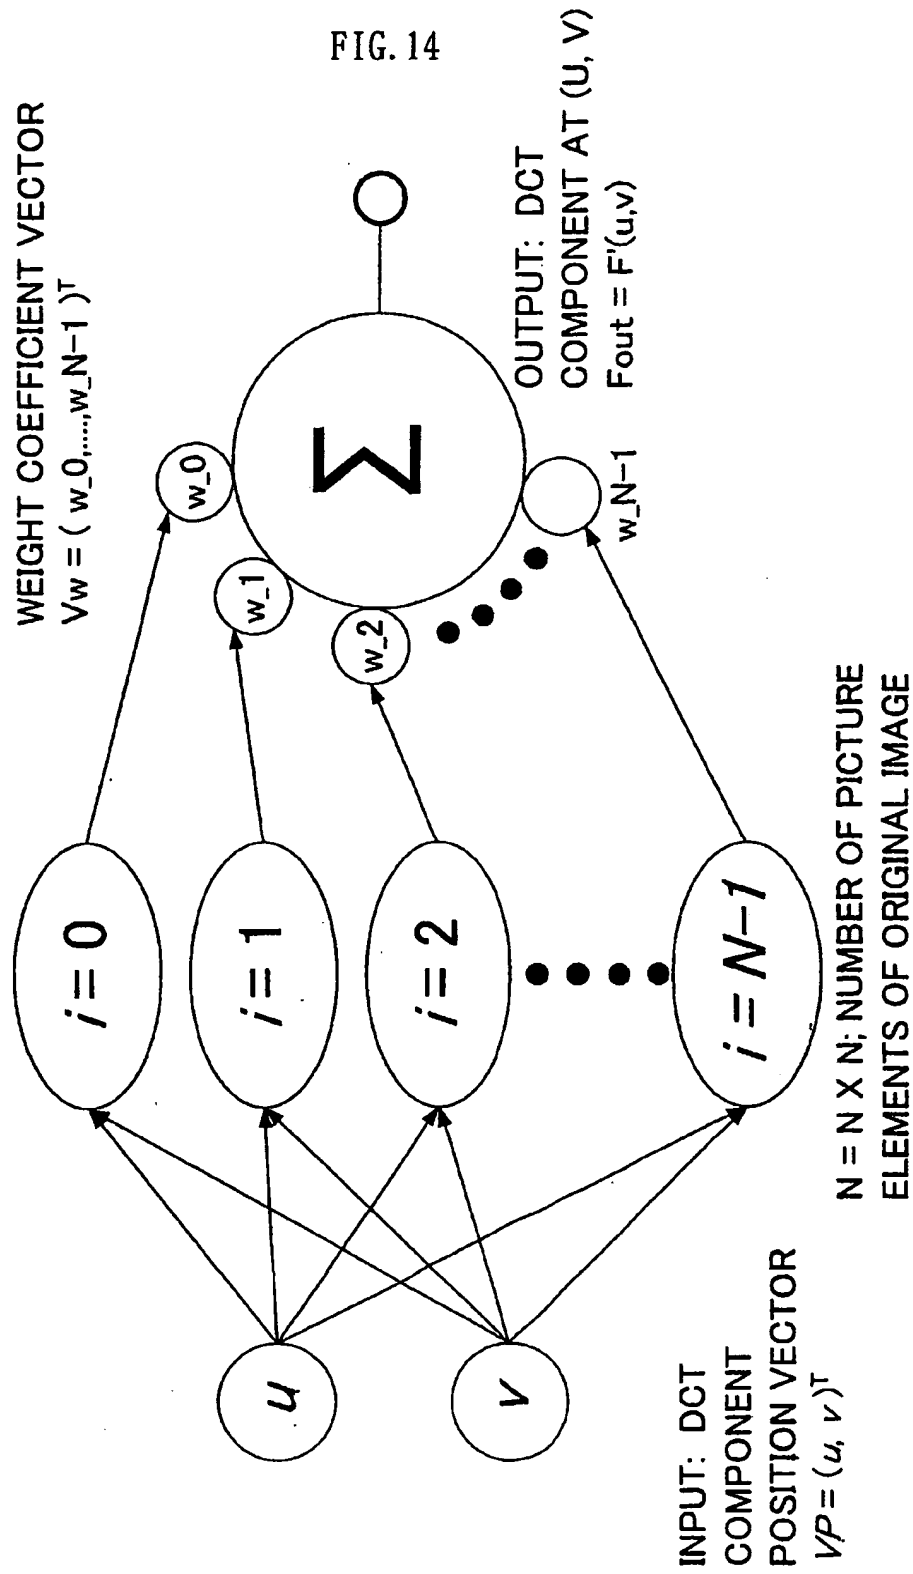 FIG. 14
WEIGHT COEFFICIENT VECTOR
Vw = ( w_0,....,w_N-1 )^T
w_0
w_1
w_2
w_N-1
Σ
OUTPUT: DCT
COMPONENT AT (U, V)
Fout = F'(u,v)
i = 0
i = 1
i = 2
i = N-1
N = N X N; NUMBER OF PICTURE
ELEMENTS OF ORIGINAL IMAGE
u
v
INPUT: DCT
COMPONENT
POSITION VECTOR
VP = (u, v)^T